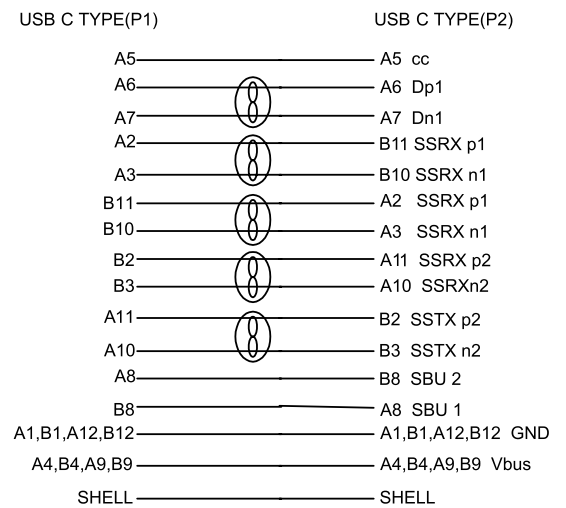 USB C TYPE(P1) USB C TYPE(P2)
A5 A5 cc
A6 A6 Dp1
A7 A7 Dn1
A2 B11 SSRX p1
A3 B10 SSRX n1
B11 A2 SSRX p1
B10 A3 SSRX n1
B2 A11 SSRX p2
B3 A10 SSRXn2
A11 B2 SSTX p2
A10 B3 SSTX n2
A8 B8 SBU 2
B8 A8 SBU 1
A1,B1,A12,B12 A1,B1,A12,B12 GND
A4,B4,A9,B9 A4,B4,A9,B9 Vbus
SHELL SHELL